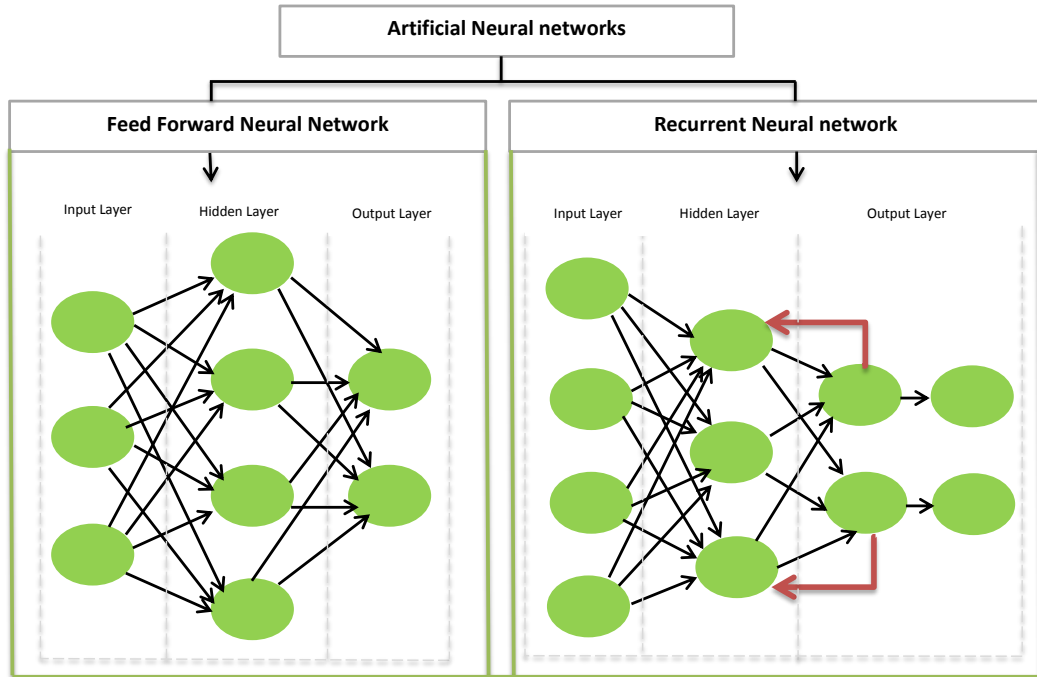 Artificial Neural networks
Feed Forward Neural Network
Recurrent Neural network
Input Layer
Hidden Layer
Output Layer
Input Layer
Hidden Layer
Output Layer